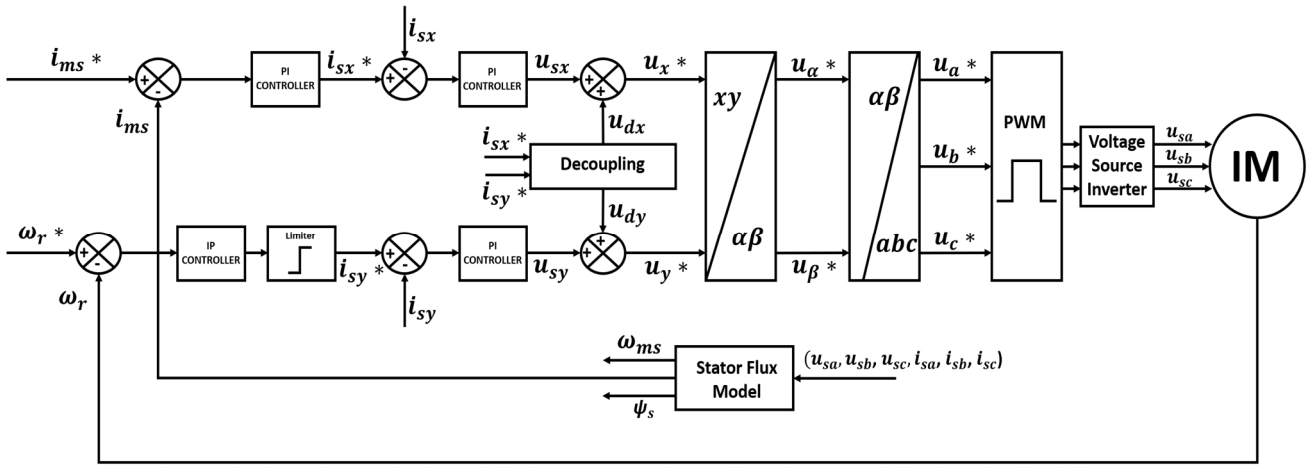 i_sx
i_ms *
i_sx *
u_sx
u_x *
u_α *
u_a *
+
-
PI
CONTROLLER
+
-
PI
CONTROLLER
+
+
xy
αβ
αβ
abc
PWM
i_ms
u_dx
i_sx *
i_sy *
Decoupling
u_b *
Voltage
Source
Inverter
u_sa
u_sb
u_sc
IM
u_dy
ω_r *
+
-
IP
CONTROLLER
Limiter
i_sy *
+
-
PI
CONTROLLER
u_sy
+
+
u_y *
u_β *
u_c *
ω_r
i_sy
ω_ms
Stator Flux
Model
(u_sa, u_sb, u_sc, i_sa, i_sb, i_sc)
ψ_s